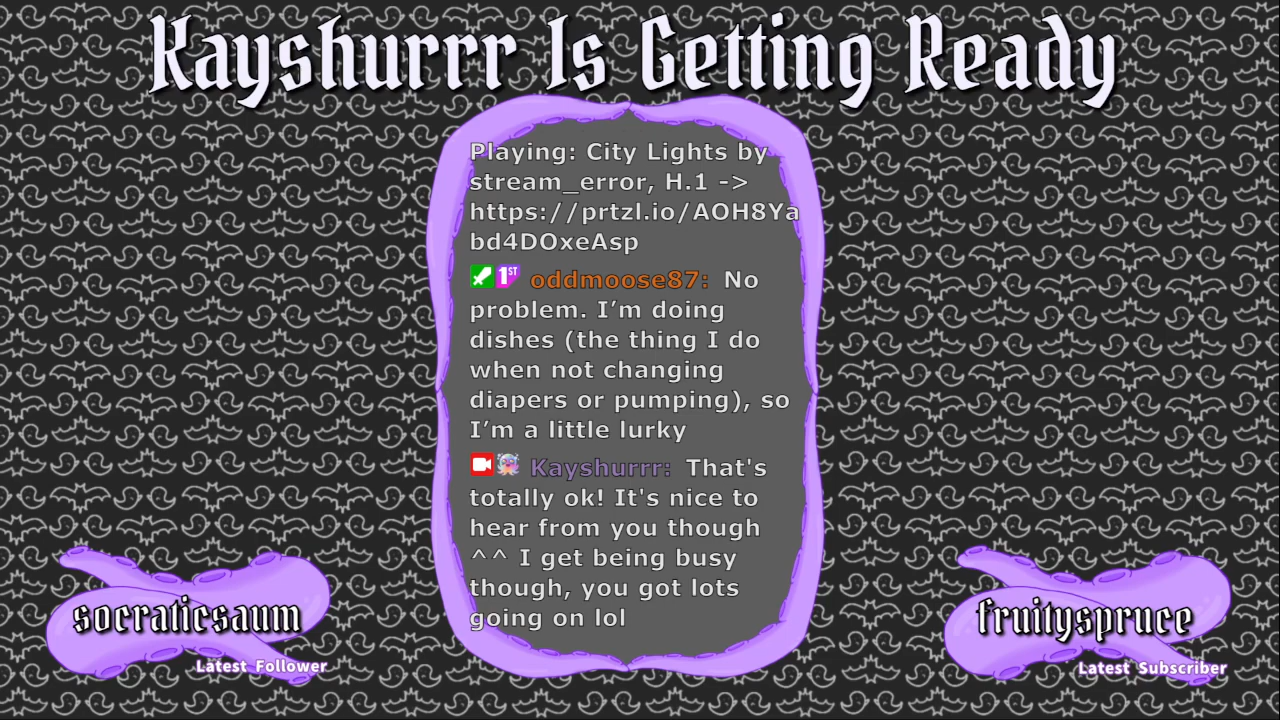 Kayshurrr Is Getting Ready
Playing: City Lights by
stream_error, H.1 ->
https://prtzl.io/AOH8Ya
bd4DOxeAsp
1ST oddmoose87: No
problem. I’m doing
dishes (the thing I do
when not changing
diapers or pumping), so
I’m a little lurky
Kayshurrr: That's
totally ok! It's nice to
hear from you though
^^ I get being busy
though, you got lots
going on lol
socraticsaum
Latest Follower
fruityspruce
Latest Subscriber